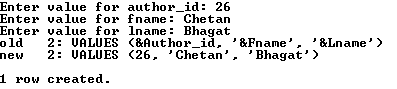 Enter value for author_id: 26
Enter value for fname: Chetan
Enter value for lname: Bhagat
old   2: VALUES (&Author_id, '&Fname', '&Lname')
new   2: VALUES (26, 'Chetan', 'Bhagat')
1 row created.